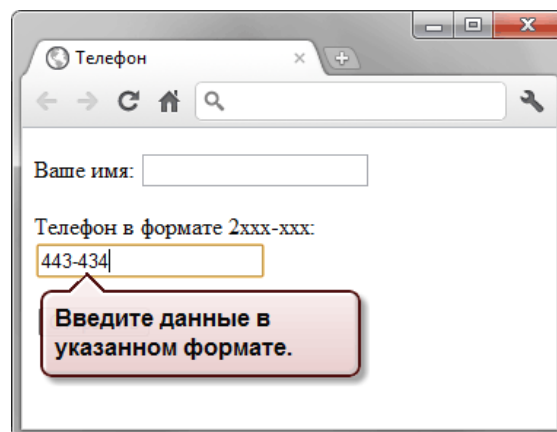 Телефон
Ваше имя:
Телефон в формате 2xxx-xxx:
443-434
Введите данные в
указанном формате.